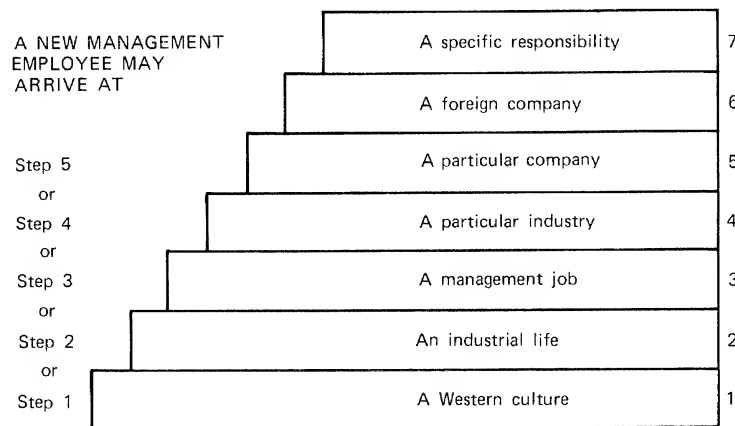 A NEW MANAGEMENT
EMPLOYEE MAY
ARRIVE AT
A specific responsibility 7
A foreign company 6
Step 5 A particular company 5
or
Step 4 A particular industry 4
or
Step 3 A management job 3
or
Step 2 An industrial life 2
or
Step 1 A Western culture 1